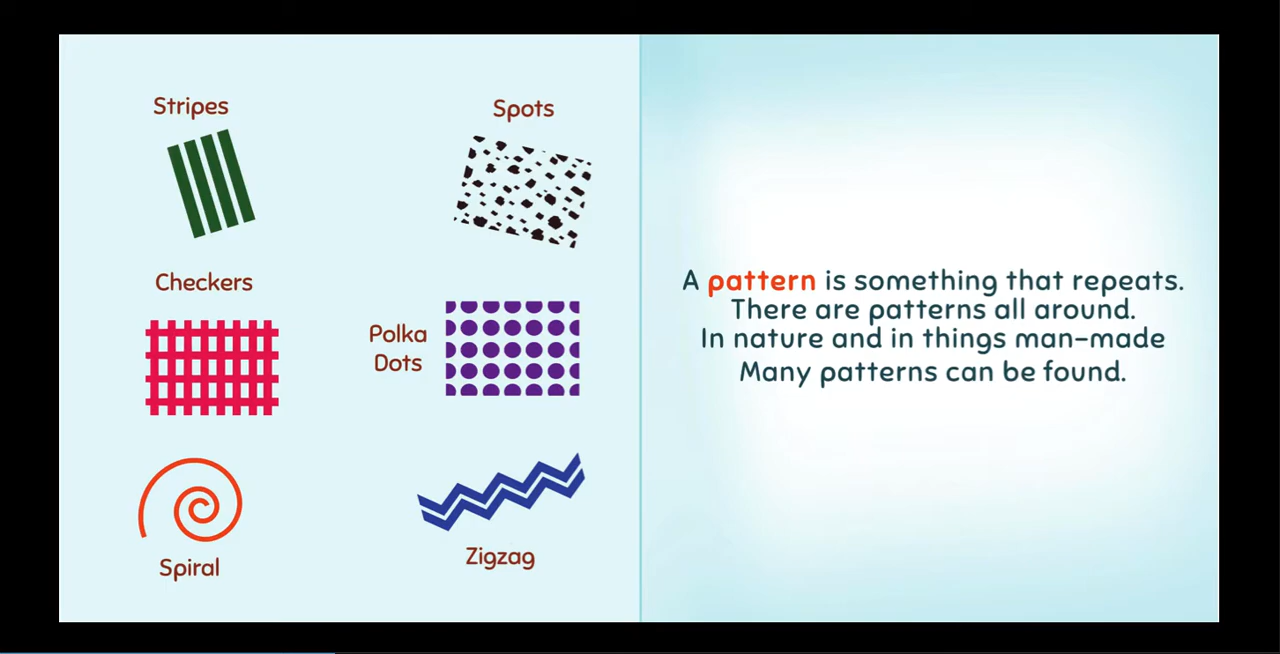 Stripes
Spots
Checkers
Polka
Dots
Spiral
Zigzag
A pattern is something that repeats.
There are patterns all around.
In nature and in things man-made
Many patterns can be found.